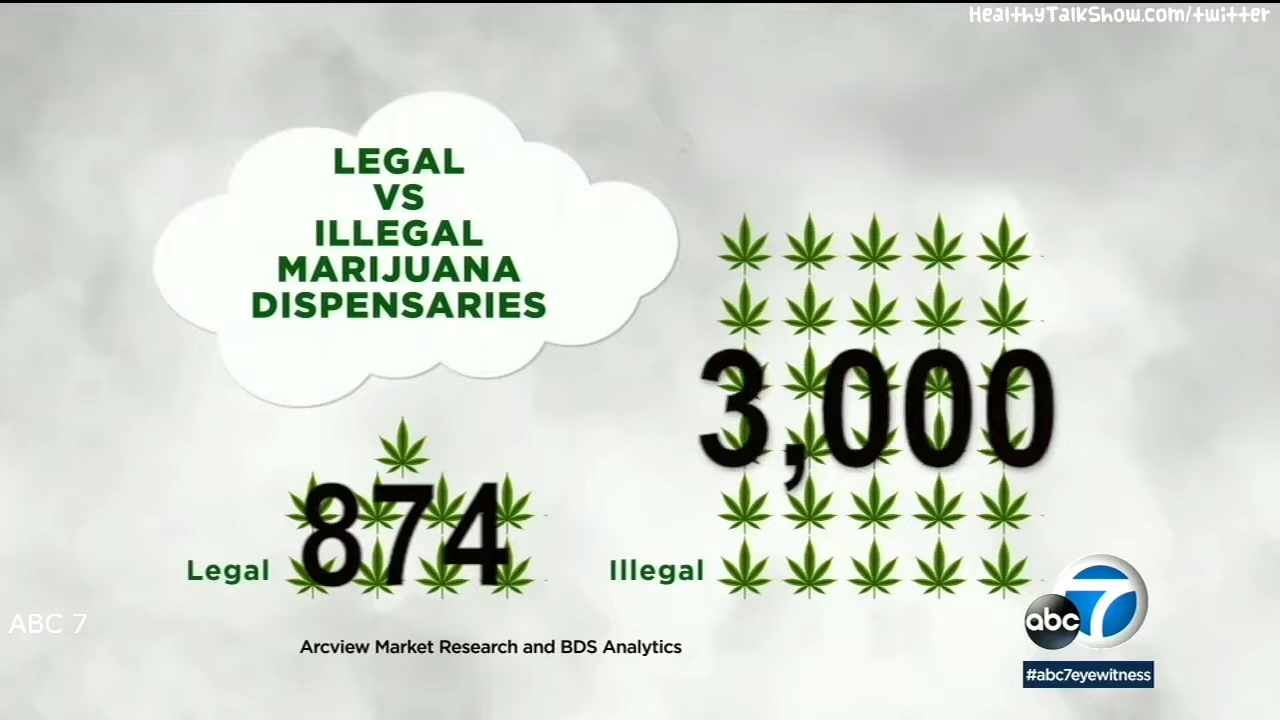 HealthyTalkShow.com/twitter
LEGAL
VS
ILLEGAL
MARIJUANA
DISPENSARIES
3,000
874
Legal
Illegal
ABC 7
abc 7
Arcview Market Research and BDS Analytics
#abc7eyewitness